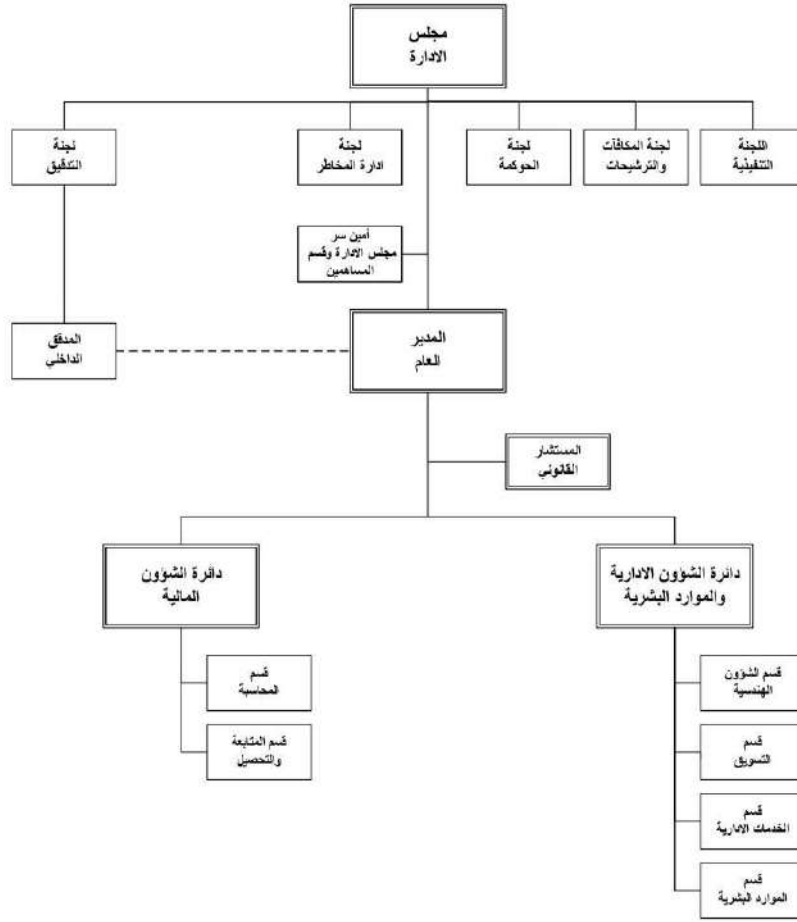 مجلس
الادارة
اللجنة
التنفيذية
لجنة المكافآت
والترشيحات
لجنة
الحوكمة
لجنة
ادارة المخاطر
لجنة
التدقيق
أمين سر
مجلس الادارة وقسم
المساهمين
المدير
العام
المدقق
الداخلي
المستشار
القانوني
دائرة الشؤون الادارية
والموارد البشرية
دائرة الشؤون
المالية
قسم الشؤون
الهندسية
قسم
التسويق
قسم
الخدمات الادارية
قسم
الموارد البشرية
قسم
المحاسبة
قسم المتابعة
والتحصيل